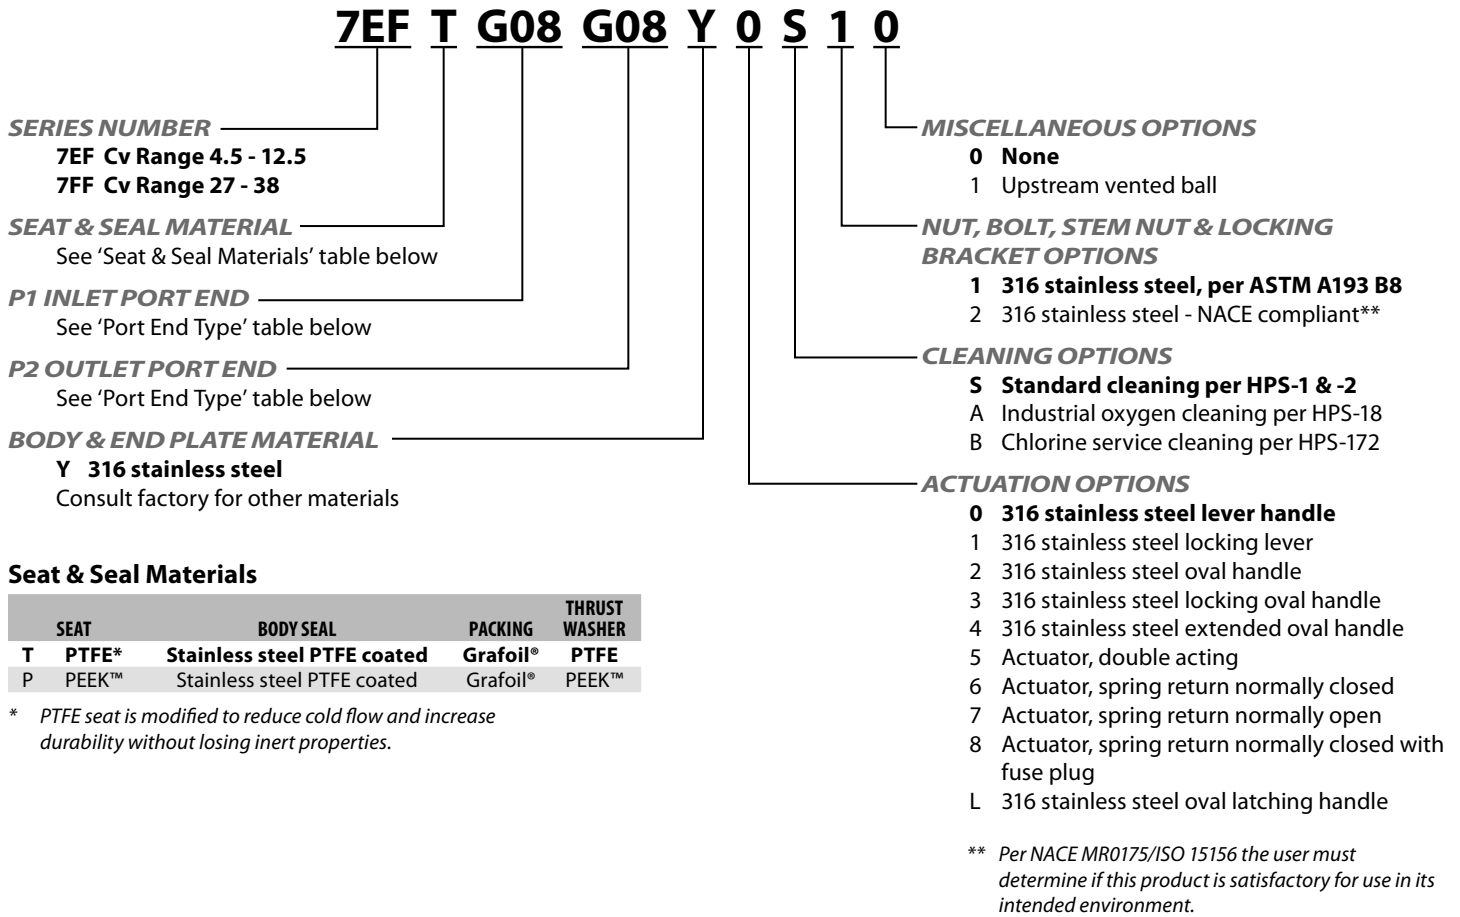 7EF T G08 G08 Y 0 S 1 0
SERIES NUMBER
7EF Cv Range 4.5 - 12.5
7FF Cv Range 27 - 38
SEAT & SEAL MATERIAL
See ‘Seat & Seal Materials’ table below
P1 INLET PORT END
See ‘Port End Type’ table below
P2 OUTLET PORT END
See ‘Port End Type’ table below
BODY & END PLATE MATERIAL
Y 316 stainless steel
Consult factory for other materials
Seat & Seal Materials
SEAT BODY SEAL PACKING THRUST
WASHER
T PTFE* Stainless steel PTFE coated Grafoil® PTFE
P PEEK™ Stainless steel PTFE coated Grafoil® PEEK™
* PTFE seat is modified to reduce cold flow and increase
durability without losing inert properties.
MISCELLANEOUS OPTIONS
0 None
1 Upstream vented ball
NUT, BOLT, STEM NUT & LOCKING
BRACKET OPTIONS
1 316 stainless steel, per ASTM A193 B8
2 316 stainless steel - NACE compliant**
CLEANING OPTIONS
S Standard cleaning per HPS-1 & -2
A Industrial oxygen cleaning per HPS-18
B Chlorine service cleaning per HPS-172
ACTUATION OPTIONS
0 316 stainless steel lever handle
1 316 stainless steel locking lever
2 316 stainless steel oval handle
3 316 stainless steel locking oval handle
4 316 stainless steel extended oval handle
5 Actuator, double acting
6 Actuator, spring return normally closed
7 Actuator, spring return normally open
8 Actuator, spring return normally closed with
fuse plug
L 316 stainless steel oval latching handle
** Per NACE MR0175/ISO 15156 the user must
determine if this product is satisfactory for use in its
intended environment.